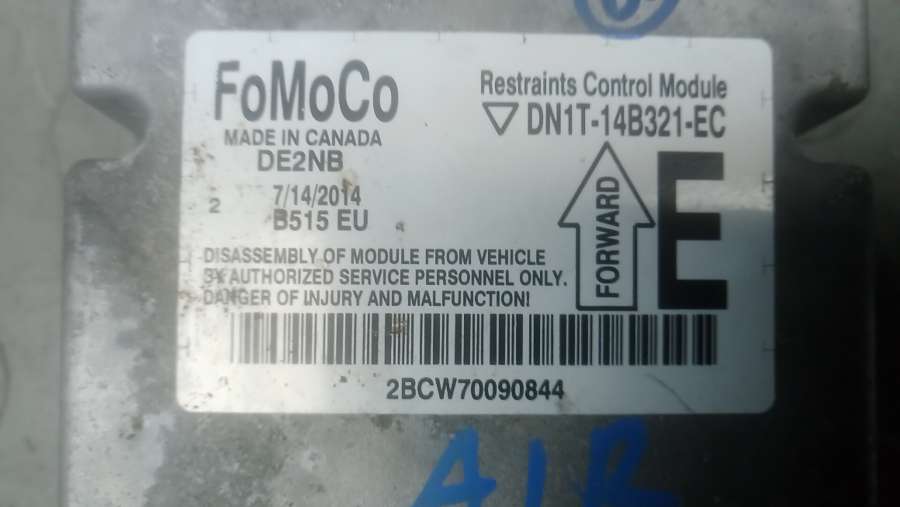 FoMoCo
MADE IN CANADA
DE2NB
7/14/2014
2
B515 EU
Restraints Control Module
DN1T-14B321-EC
FORWARD
E
DISASSEMBLY OF MODULE FROM VEHICLE
BY AUTHORIZED SERVICE PERSONNEL ONLY.
DANGER OF INJURY AND MALFUNCTION!
2BCW70090844
AIR